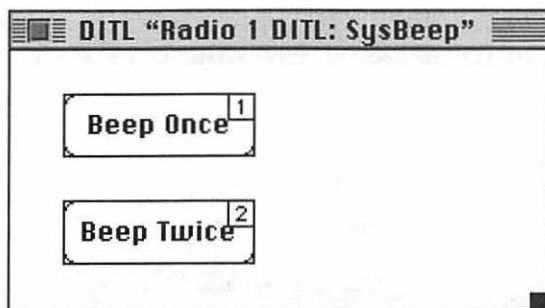 DITL “Radio 1 DITL: SysBeep”
1
Beep Once
2
Beep Twice